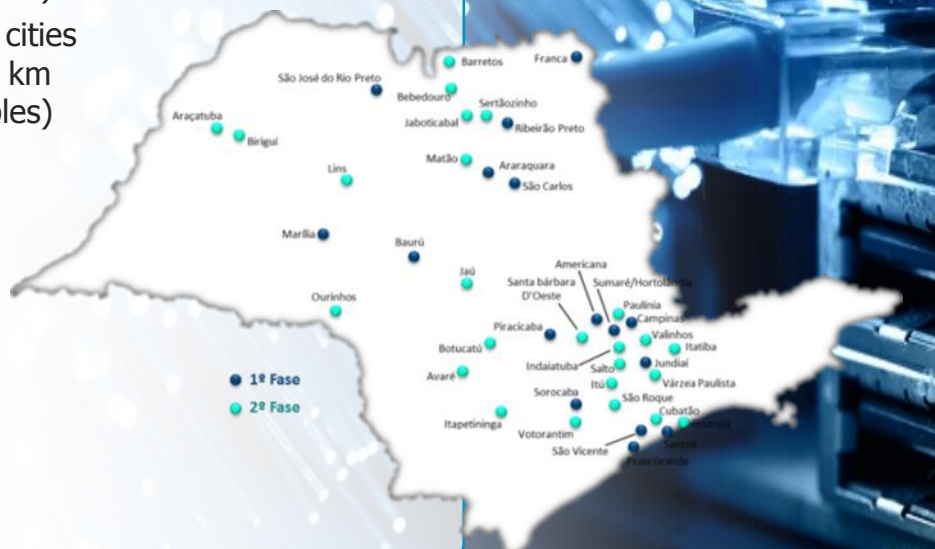 cities
km
Barretos
Franca
São José do Rio Preto
Bebedouro
Sertãozinho
Araçatuba
Jaboticabal
Ribeirão Preto
Birigui
Matão
Araraquara
Lins
São Carlos
Marília
Baurú
Americana
Jaú
Santa bárbara
D'Oeste
Sumaré/Hortolândia
Ourinhos
Paulínia
Campinas
Piracicaba
Valinhos
Botucatú
Itatiba
Indaiatuba
Salto
Jundiaí
Avaré
Itú
Várzea Paulista
1º Fase
Sorocaba
São Roque
2º Fase
Cubatão
Itapetininga
Guarujá
Votorantim
Santos
São Vicente
Praia Grande